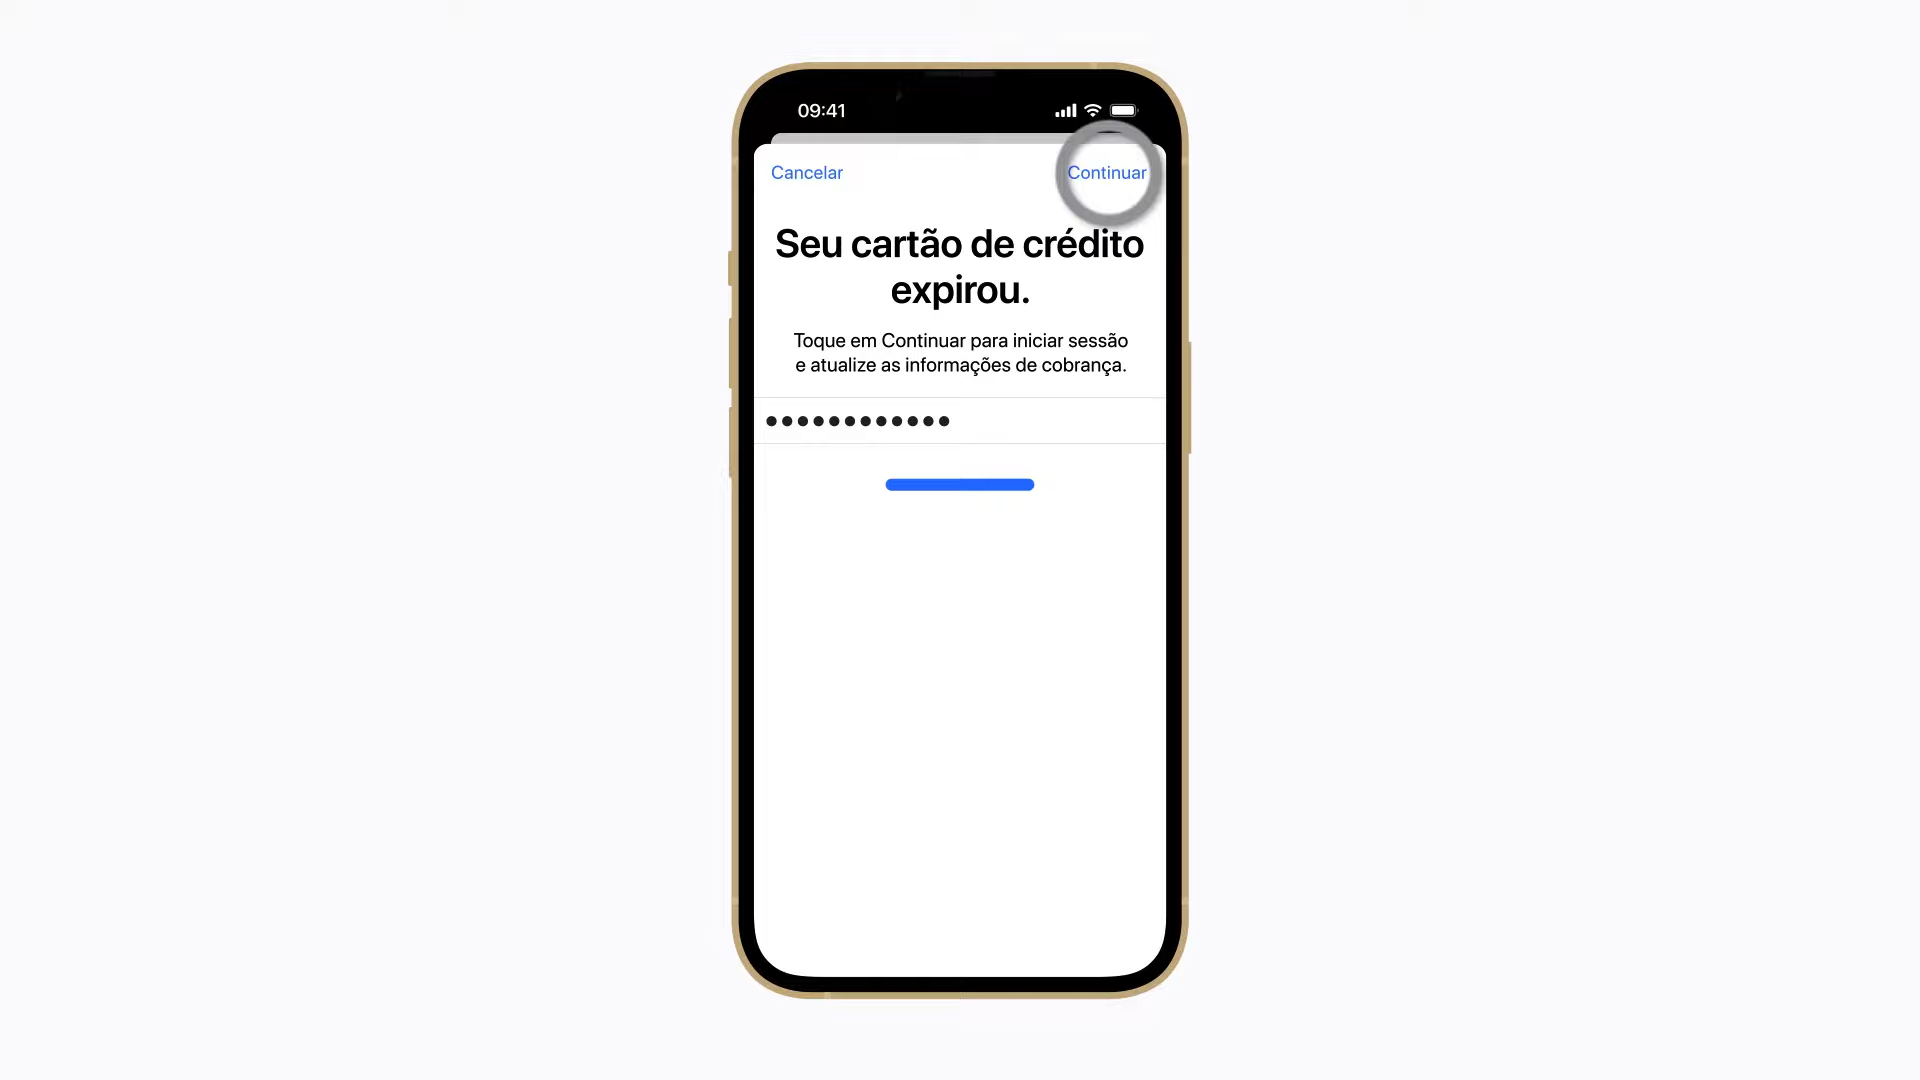 09:41
Cancelar
Continuar
Seu cartão de crédito
expirou.
Toque em Continuar para iniciar sessão
e atualize as informações de cobrança.